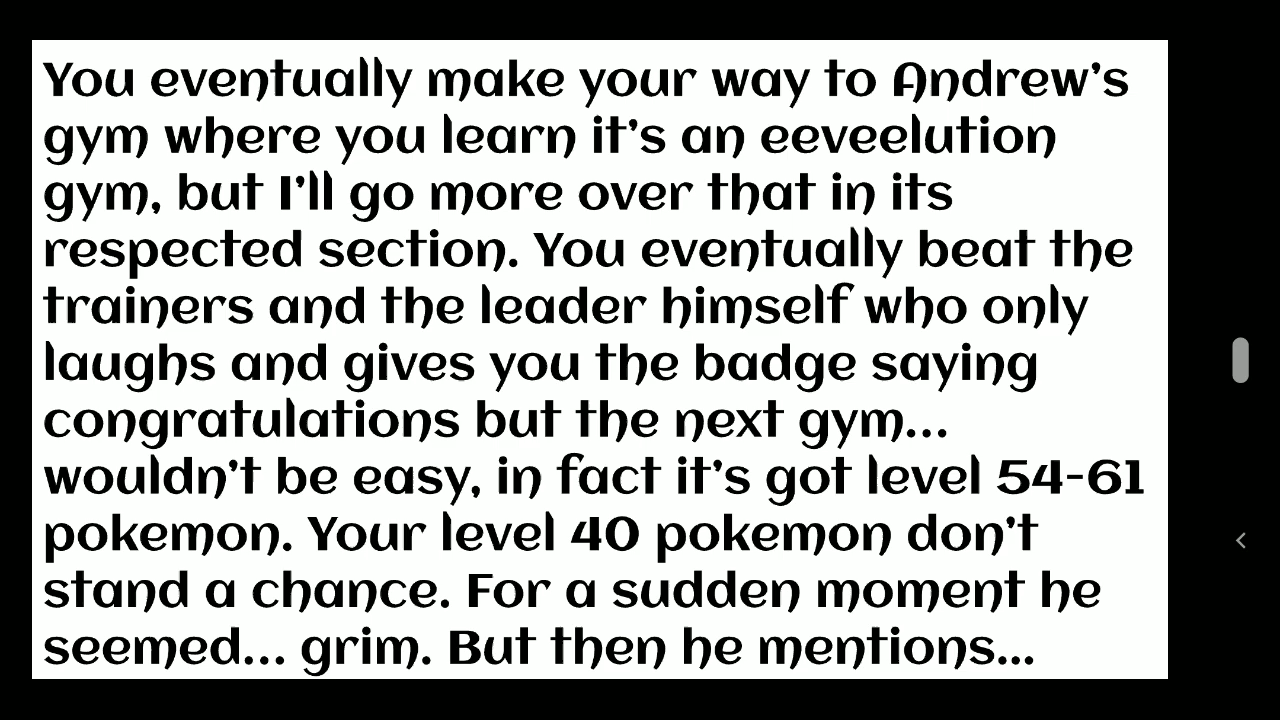 You eventually make your way to Andrew’s
gym where you learn it’s an eeveelution
gym, but I’ll go more over that in its
respected section. You eventually beat the
trainers and the leader himself who only
laughs and gives you the badge saying
congratulations but the next gym…
wouldn’t be easy, in fact it’s got level 54-61
pokemon. Your level 40 pokemon don’t
stand a chance. For a sudden moment he
seemed… grim. But then he mentions...